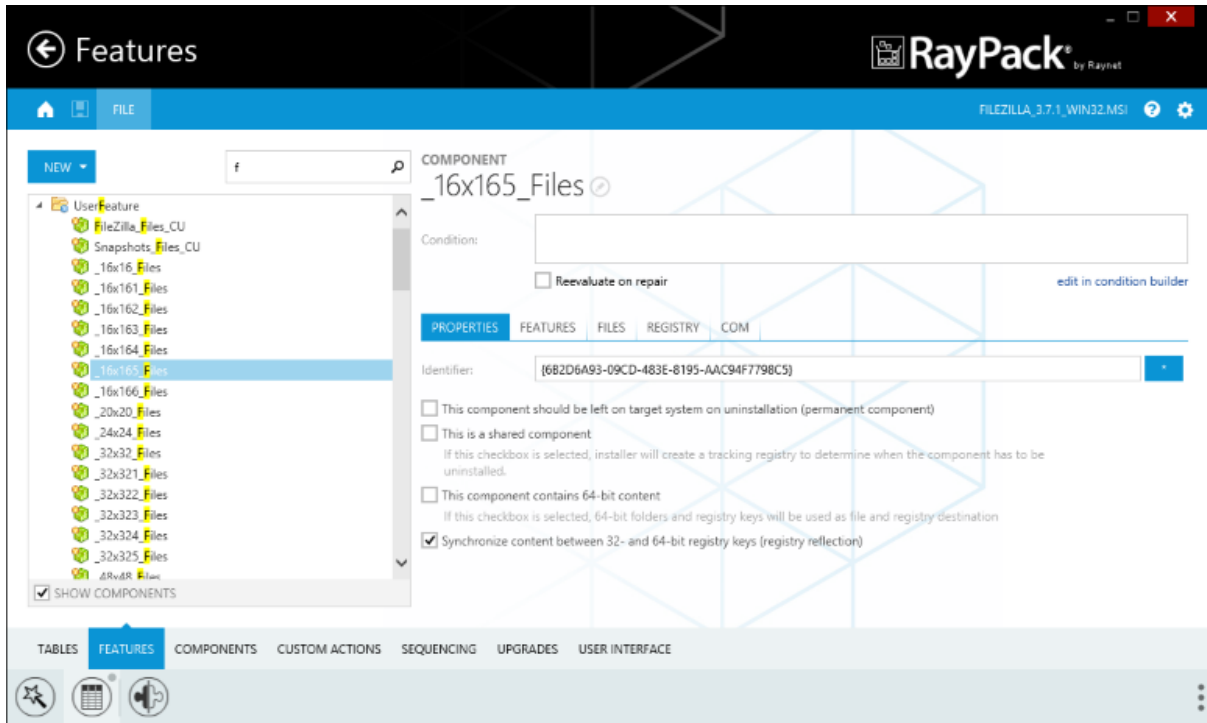 Features
RayPack®
by Raynet
FILE
FILEZILLA_3.7.1_WIN32.MSI
NEW
f
UserFeature
FileZilla_Files_CU
Snapshots_Files_CU
_16x16_Files
_16x161_Files
_16x162_Files
_16x163_Files
_16x164_Files
_16x165_Files
_16x166_Files
_20x20_Files
_24x24_Files
_32x32_Files
_32x321_Files
_32x322_Files
_32x323_Files
_32x324_Files
_32x325_Files
_48x48_Files
SHOW COMPONENTS
COMPONENT
_16x165_Files
Condition:
Reevaluate on repair
edit in condition builder
PROPERTIES FEATURES FILES REGISTRY COM
Identifier: {6B2D6A93-09CD-483E-8195-AAC94F7798C5} *
This component should be left on target system on uninstallation (permanent component)
This is a shared component
If this checkbox is selected, installer will create a tracking registry to determine when the component has to be
uninstalled.
This component contains 64-bit content
If this checkbox is selected, 64-bit folders and registry keys will be used as file and registry destination
Synchronize content between 32- and 64-bit registry keys (registry reflection)
TABLES FEATURES COMPONENTS CUSTOM ACTIONS SEQUENCING UPGRADES USER INTERFACE